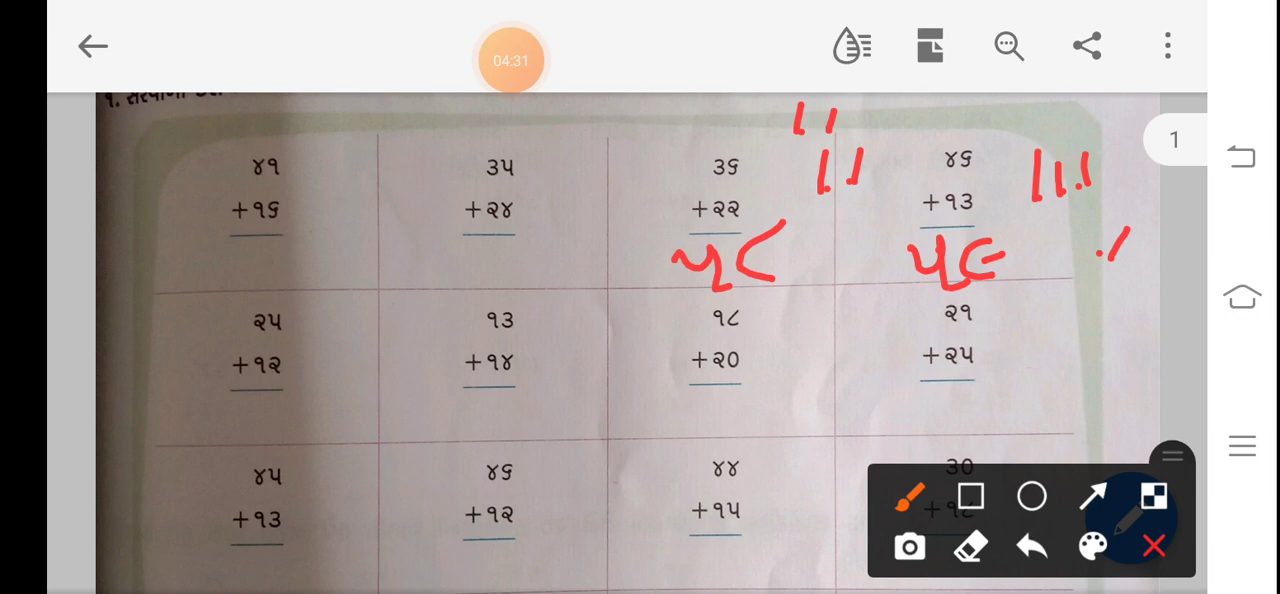 04:31
1
૪૧ ૩૫ ૩૬ ૪૬
+૧૬ +૨૪ +૨૨ +૧૩
૫૮ ૫૯
૨૫ ૧૩ ૧૮ ૨૧
+૧૨ +૧૪ +૨૦ +૨૫
૪૫ ૪૬ ૪૪ ૩૦
+૧૩ +૧૨ +૧૫ +૧૮